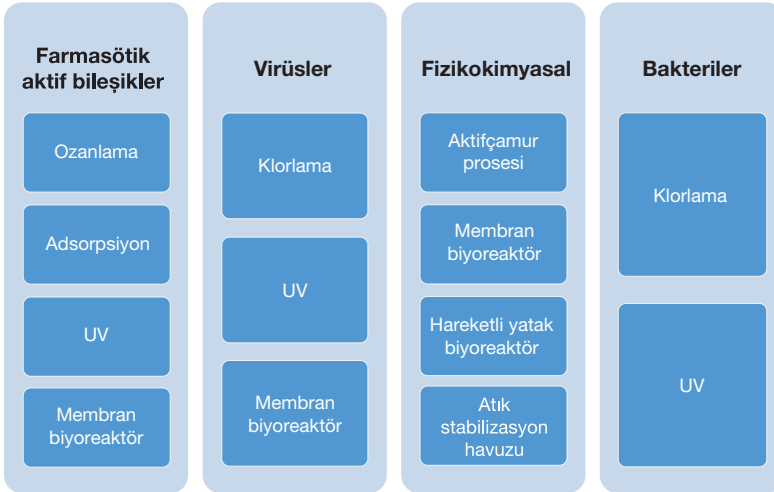 Farmasötik
aktif bileşikler
Ozanlama
Adsorpsiyon
UV
Membran
biyoreaktör
Virüsler
Klorlama
UV
Membran
biyoreaktör
Fizikokimyasal
Aktifçamur
prosesi
Membran
biyoreaktör
Hareketli yatak
biyoreaktör
Atık
stabilizasyon
havuzu
Bakteriler
Klorlama
UV